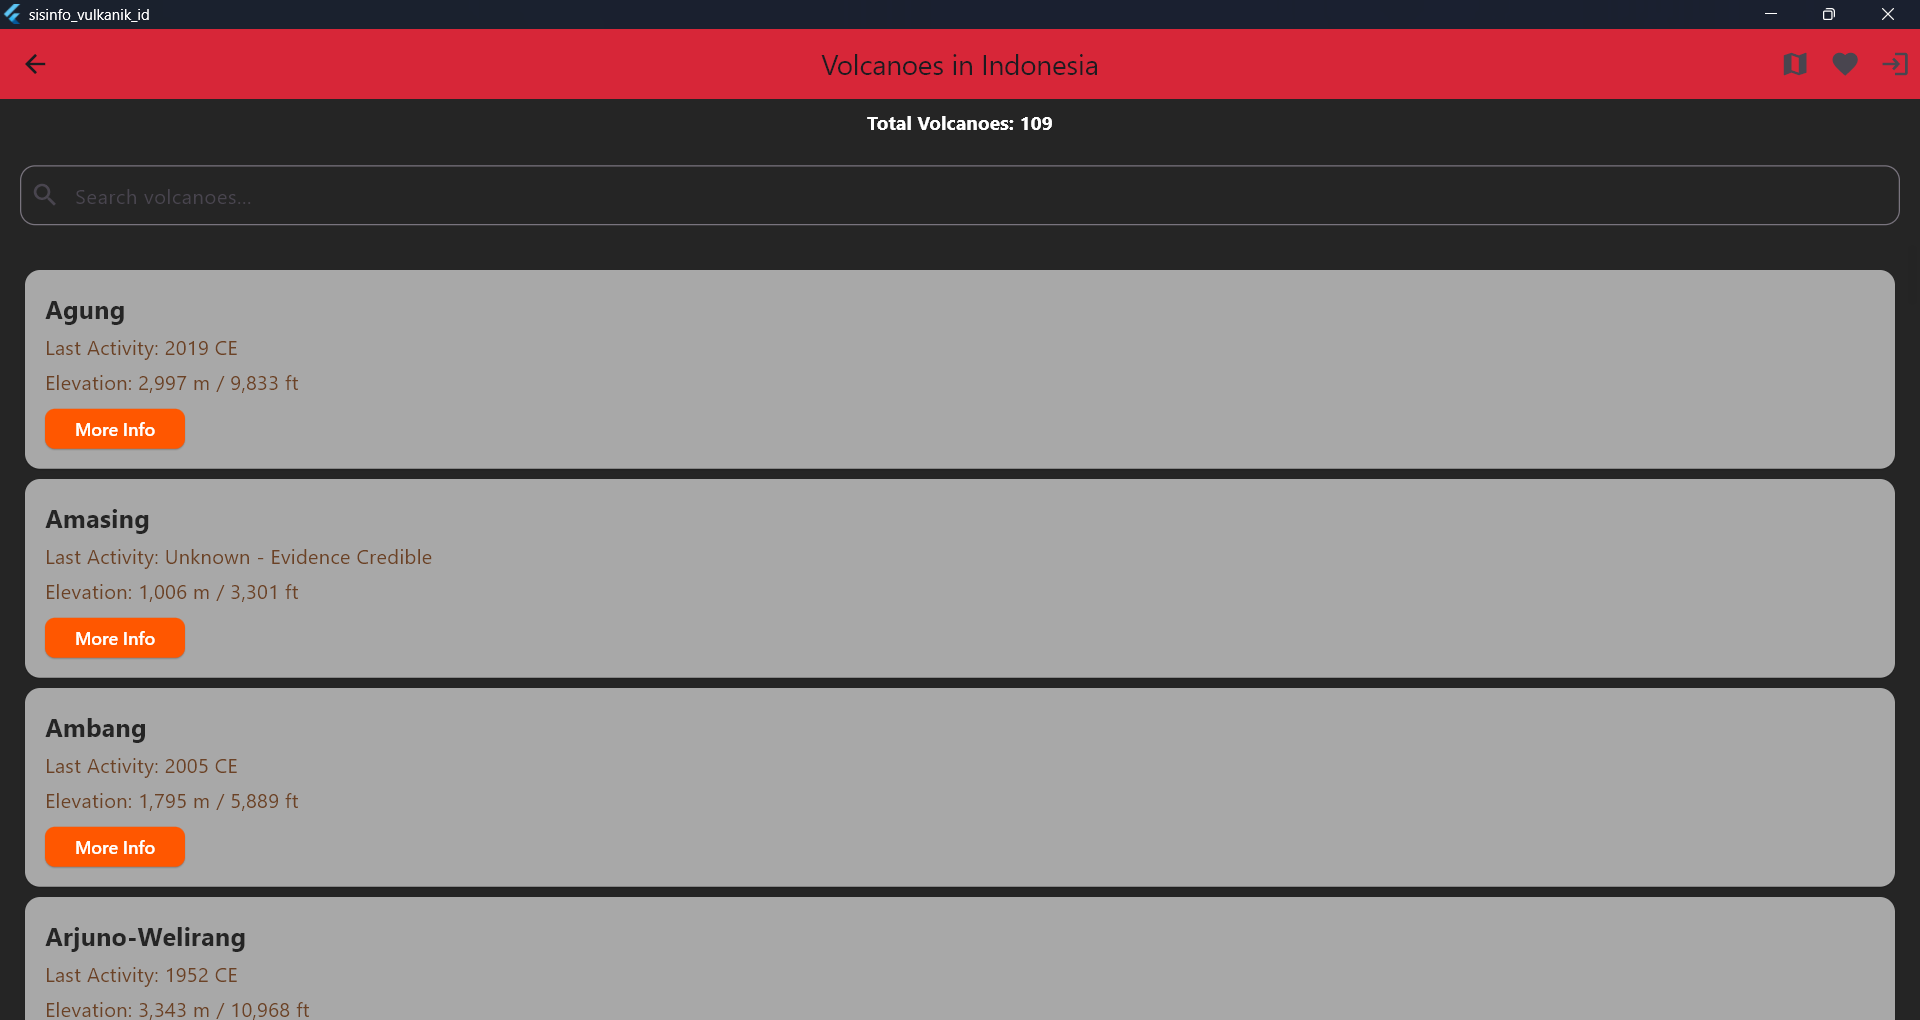 sisinfo_vulkanik_id
Volcanoes in Indonesia
Total Volcanoes: 109
Search volcanoes...
Agung
Last Activity: 2019 CE
Elevation: 2,997 m / 9,833 ft
More Info
Amasing
Last Activity: Unknown - Evidence Credible
Elevation: 1,006 m / 3,301 ft
More Info
Ambang
Last Activity: 2005 CE
Elevation: 1,795 m / 5,889 ft
More Info
Arjuno-Welirang
Last Activity: 1952 CE
Elevation: 3,343 m / 10,968 ft